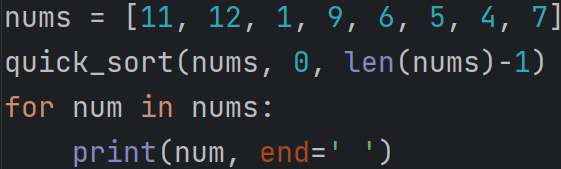 nums = [11, 12, 1, 9, 6, 5, 4, 7]
quick_sort(nums, 0, len(nums)-1)
for num in nums:
    print(num, end=' ')